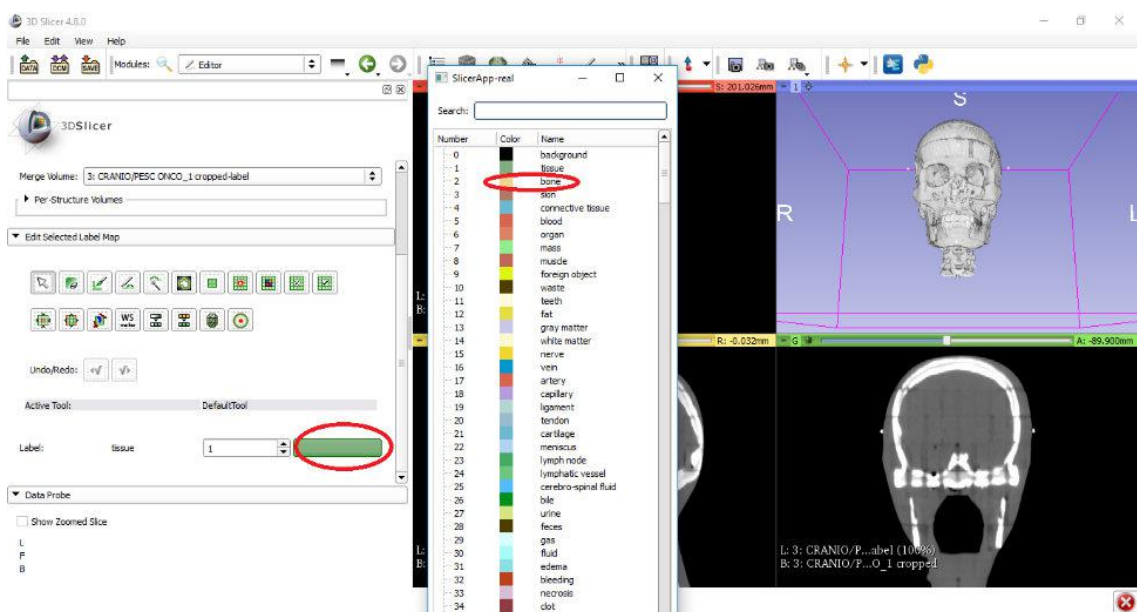 3D Slicer 4.8.0
File Edit View Help
DATA DCM SAVE Modules: Editor
SlicerApp-real
S: 201.026mm 1
3DSlicer
Merge Volume: 3: CRANIO/PESC ONCO_1 cropped-label
Per-Structure Volumes
Edit Selected Label Map
WS
Undo/Redo:
Active Tool: DefaultTool
Label: tissue 1
Data Probe
Show Zoomed Slice
L
F
B
Search:
Number Color Name
0 background
1 tissue
2 bone
3 skin
4 connective tissue
5 blood
6 organ
7 mass
8 muscle
9 foreign object
10 waste
11 teeth
12 fat
13 gray matter
14 white matter
15 nerve
16 vein
17 artery
18 capillary
19 ligament
20 tendon
21 cartilage
22 meniscus
23 lymph node
24 lymphatic vessel
25 cerebro-spinal fluid
26 bile
27 urine
28 feces
29 gas
30 fluid
31 edema
32 bleeding
33 necrosis
34 clot
L:
B:
L:
B:
S
R
L
R: -0.032mm
G A: -89.900mm
L: 3: CRANIO/P...abel (100%)
B: 3: CRANIO/P...O_1 cropped